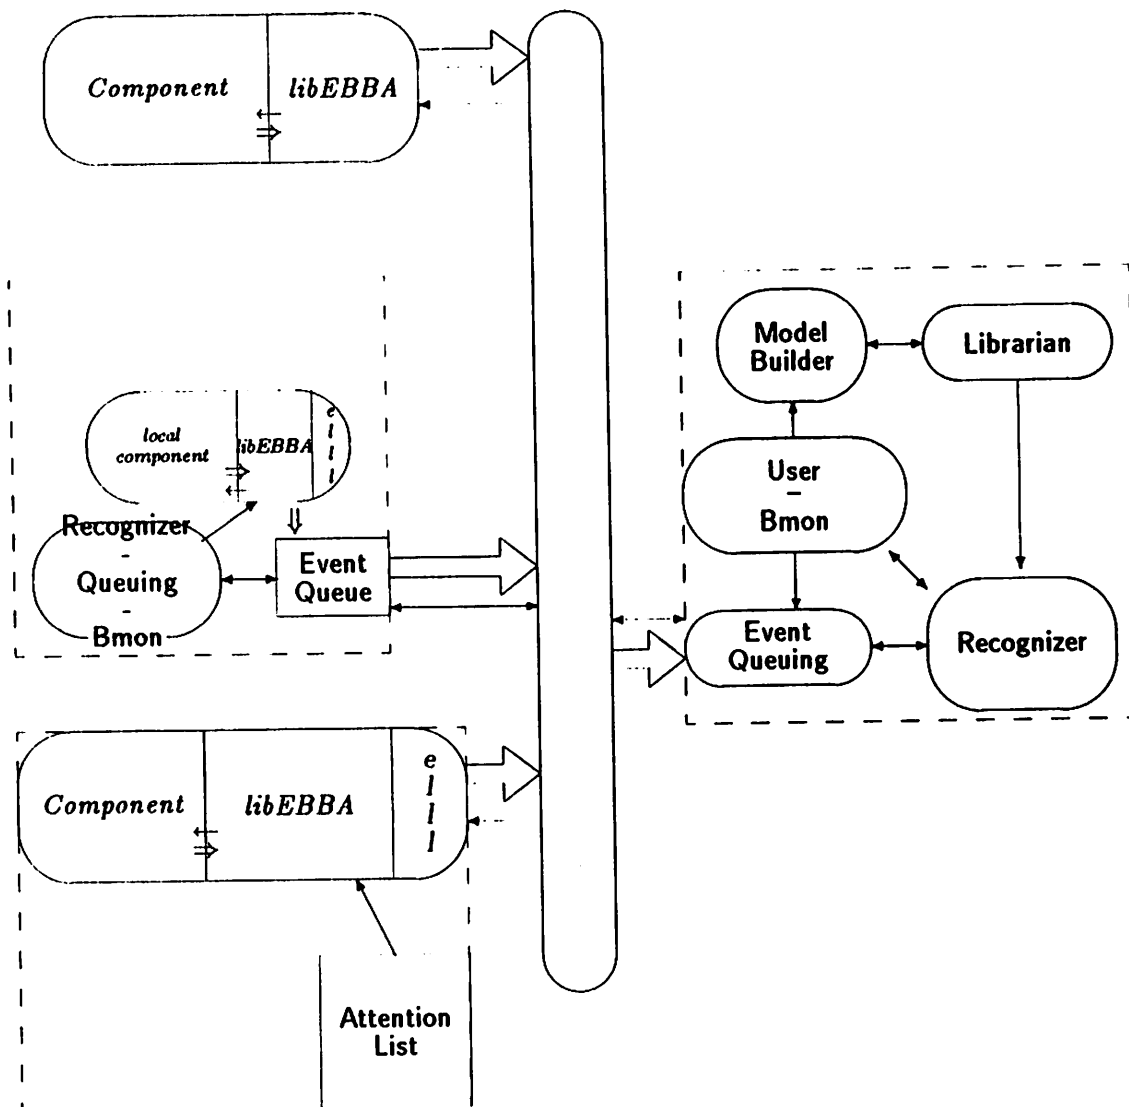 Component libEBBA
Model
Builder
Librarian
local
component
libEBBA
e
l
l
l
User
–
Bmon
Recognizer
-
Queuing
-
Bmon
Event
Queue
Event
Queuing
Recognizer
Component libEBBA
e
l
l
l
Attention
List